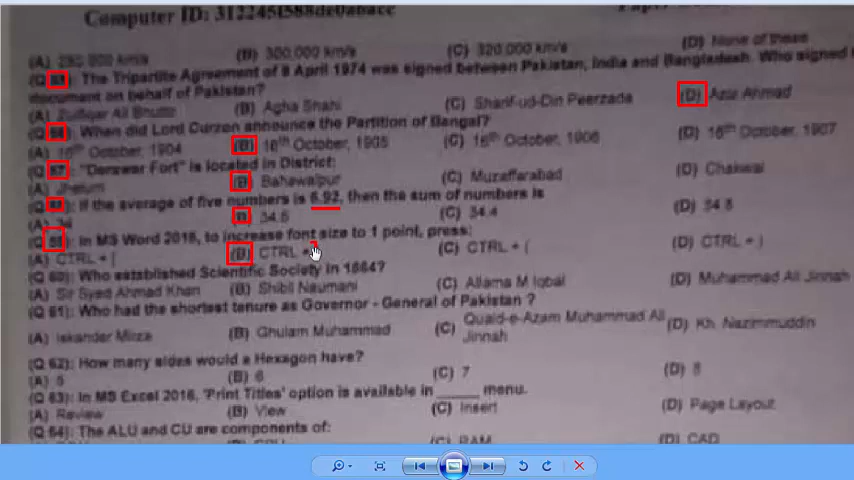 Computer ID: 3122451588de0abacc
(A) 280,000 km/s (B) 300,000 km/s (C) 320,000 km/s (D) None of these
(Q The Tripartite Agreement of 9 April 1974 was signed between Pakistan, India and Bangladesh. Who signed
document on behalf of Pakistan?
(A) Zulfiqar Ali Bhutto (B) Agha Shahi (C) Sharif-ud-Din Peerzada (D) Aziz Ahmad
(Q When did Lord Curzon announce the Partition of Bengal?
(A) 16th October, 1904 (B) 16th October, 1905 (C) 16th October, 1906 (D) 16th October, 1907
(Q 57): "Derawar Fort" is located in District:
(A) Jhelum B Bahawalpur (C) Muzaffarabad (D) Chakwal
(Q If the average of five numbers is 6.92, then the sum of numbers is
(A) 34 34.6 (C) 34.4 (D) 34.8
(Q In MS Word 2016, to increase font size to 1 point, press:
(A) CTRL + [ (B) CTRL + (C) CTRL + ( (D) CTRL + )
(Q 60): Who established Scientific Society in 1864?
(A) Sir Syed Ahmad Khan (B) Shibli Naumani (C) Allama M Iqbal (D) Muhammad Ali Jinnah
(Q 61): Who had the shortest tenure as Governor - General of Pakistan ?
(A) Iskander Mirza (B) Ghulam Muhammad (C) Quaid-e-Azam Muhammad Ali Jinnah (D) Kh. Nazimmuddin
(Q 62): How many sides would a Hexagon have?
(A) 5 (B) 6 (C) 7 (D) 8
(Q 63): In MS Excel 2016, 'Print Titles' option is available in _____ menu.
(A) Review (B) View (C) Insert (D) Page Layout
(Q 64): The ALU and CU are components of:
(C) RAM (D) CAD